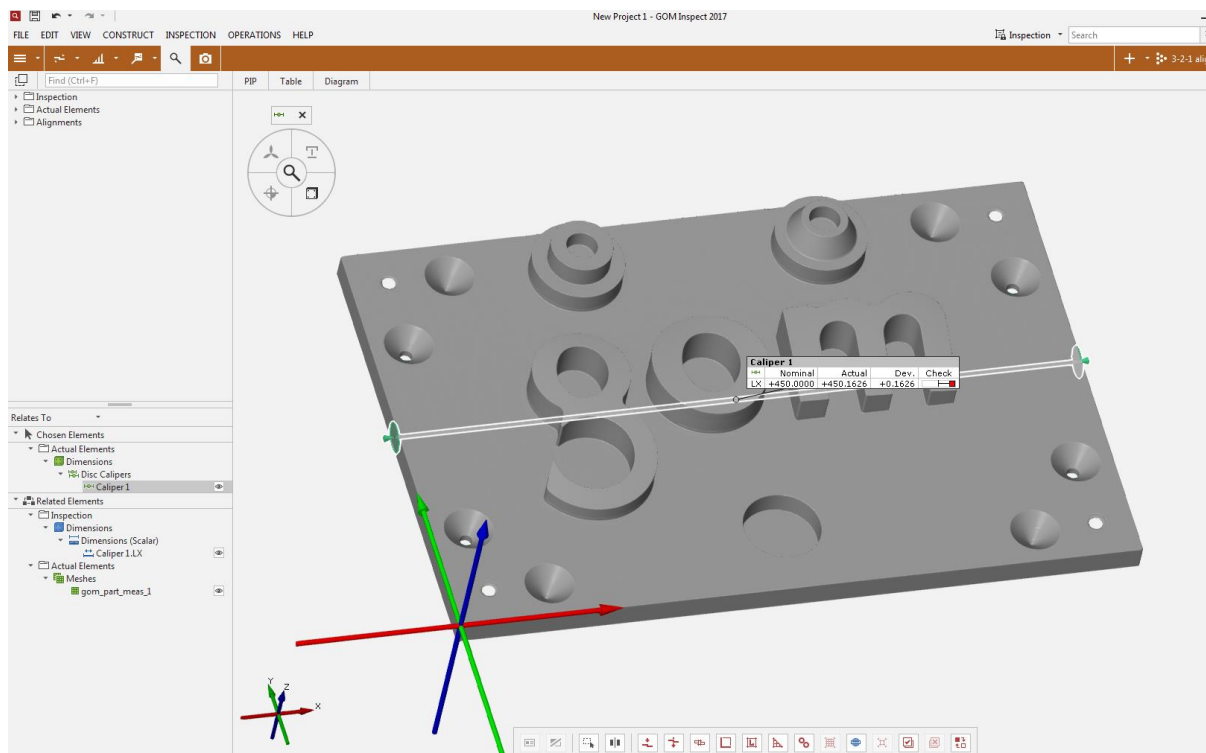 New Project 1 - GOM Inspect 2017
FILE EDIT VIEW CONSTRUCT INSPECTION OPERATIONS HELP
Inspection
Search
3-2-1 alig
Find (Ctrl+F)
PIP Table Diagram
Inspection
Actual Elements
Alignments
Caliper 1
Nominal Actual Dev. Check
LX +450.0000 +450.1626 +0.1626
Relates To
Chosen Elements
Actual Elements
Dimensions
Disc Calipers
Caliper 1
Related Elements
Inspection
Dimensions
Dimensions (Scalar)
Caliper 1.LX
Actual Elements
Meshes
gom_part_meas_1
gom
Y
Z
X